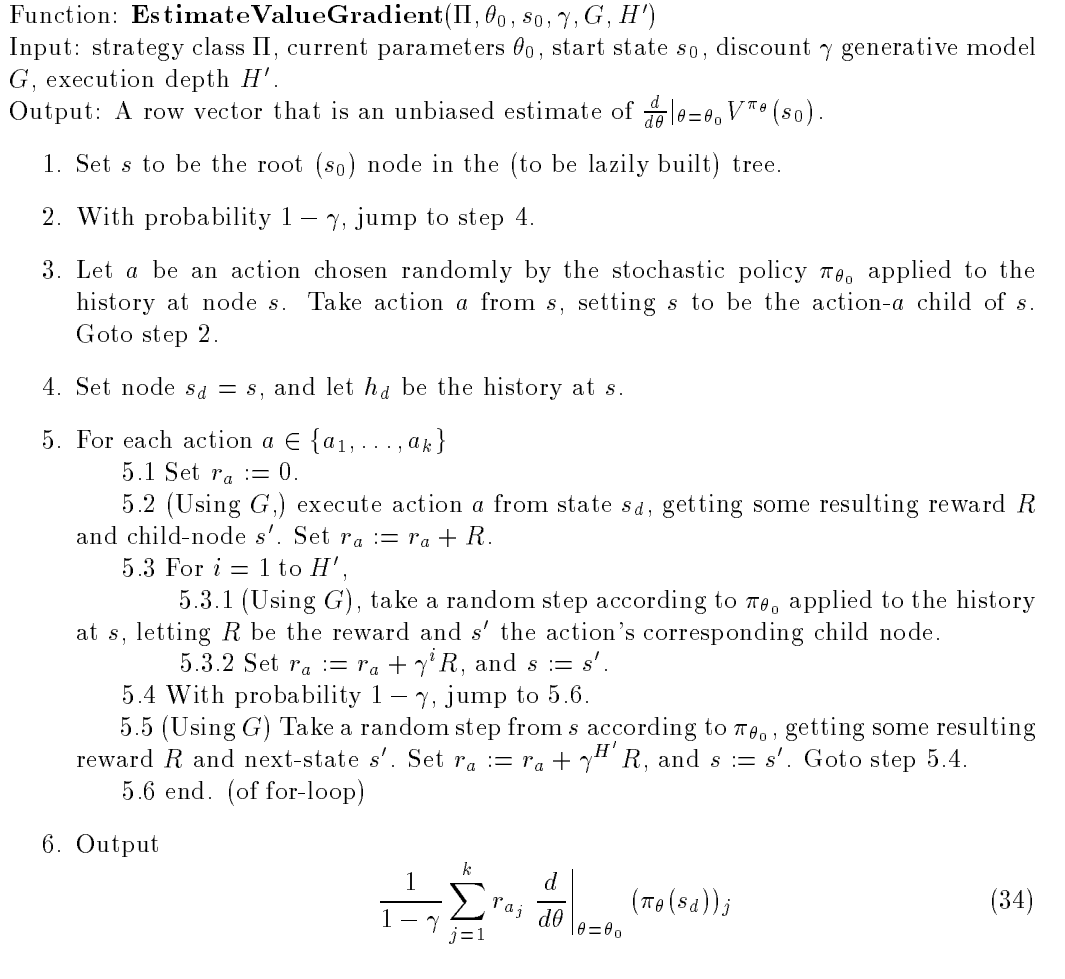 Function: EstimateValueGradient(Π, θ₀, s₀, γ, G, H′)
Input: strategy class Π, current parameters θ₀, start state s₀, discount γ generative model
G, execution depth H′.
Output: A row vector that is an unbiased estimate of d/dθ|θ=θ₀ V^{π_θ}(s₀).
1. Set s to be the root (s₀) node in the (to be lazily built) tree.
2. With probability 1 − γ, jump to step 4.
3. Let a be an action chosen randomly by the stochastic policy π_{θ₀} applied to the
history at node s. Take action a from s, setting s to be the action-a child of s.
Goto step 2.
4. Set node s_d = s, and let h_d be the history at s.
5. For each action a ∈ {a₁, . . . , a_k}
5.1 Set r_a := 0.
5.2 (Using G,) execute action a from state s_d, getting some resulting reward R
and child-node s′. Set r_a := r_a + R.
5.3 For i = 1 to H′,
5.3.1 (Using G), take a random step according to π_{θ₀} applied to the history
at s, letting R be the reward and s′ the action's corresponding child node.
5.3.2 Set r_a := r_a + γ^i R, and s := s′.
5.4 With probability 1 − γ, jump to 5.6.
5.5 (Using G) Take a random step from s according to π_{θ₀}, getting some resulting
reward R and next-state s′. Set r_a := r_a + γ^{H′} R, and s := s′. Goto step 5.4.
5.6 end. (of for-loop)
6. Output
1/(1 − γ) ∑_{j=1}^{k} r_{a_j} d/dθ|_{θ=θ₀} (π_θ(s_d))_j (34)